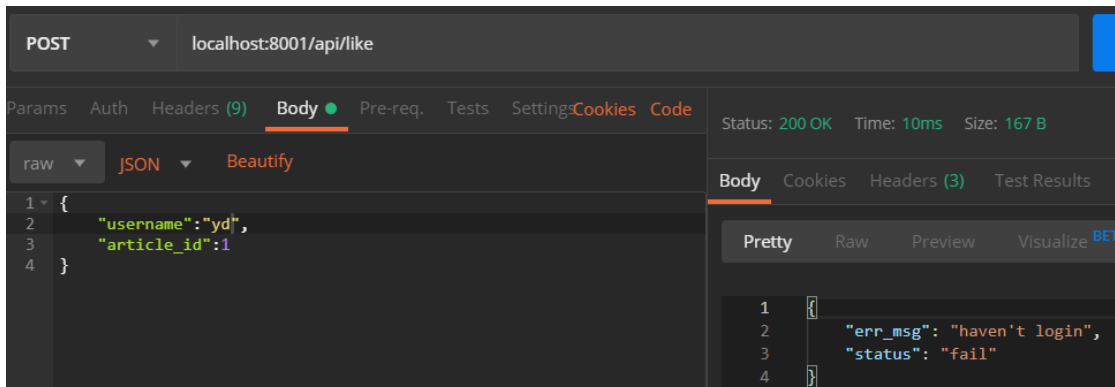 POST localhost:8001/api/like
Params Auth Headers (9) Body Pre-req. Tests Settings Cookies Code
raw JSON Beautify
1 {
2 "username":"yd",
3 "article_id":1
4 }
Status: 200 OK Time: 10ms Size: 167 B
Body Cookies Headers (3) Test Results
Pretty Raw Preview Visualize BET
1 {
2 "err_msg": "haven't login",
3 "status": "fail"
4 }